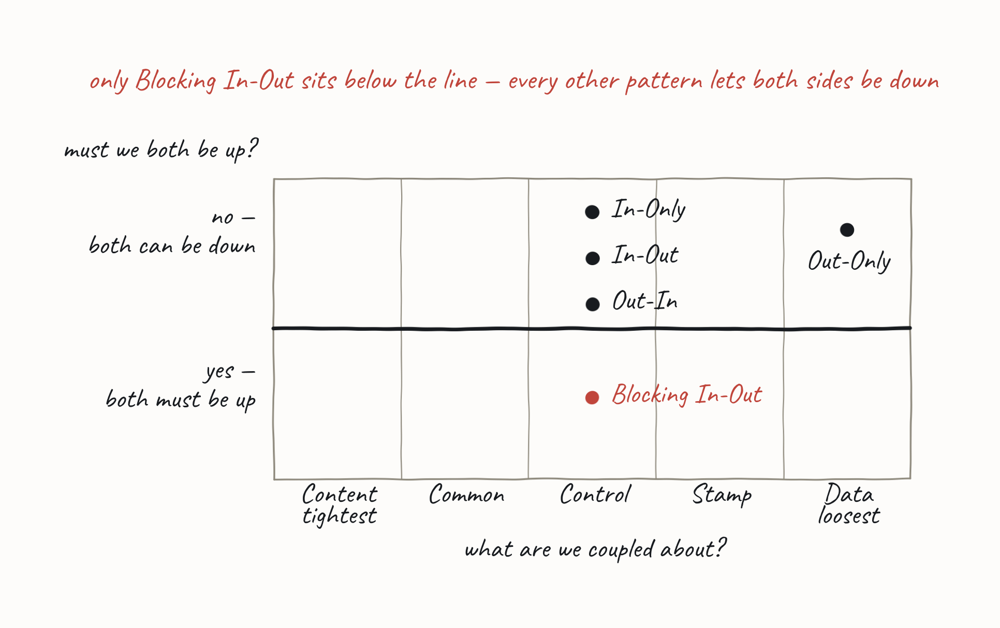 only Blocking In-Out sits below the line — every other pattern lets both sides be down
must we both be up?
no —
both can be down
In-Only
In-Out
Out-In
Out-Only
yes —
both must be up
Blocking In-Out
Content
tightest
Common
Control
Stamp
Data
loosest
what are we coupled about?